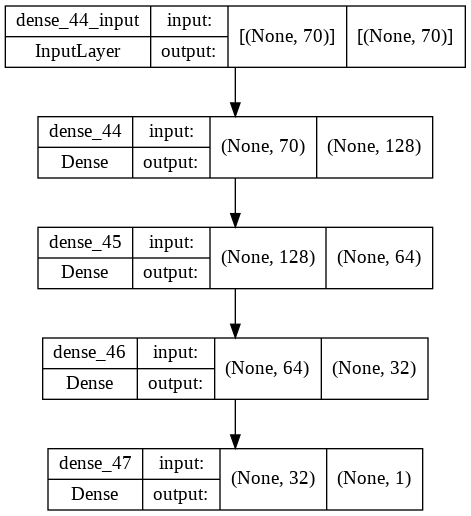 dense_44_input input: [(None, 70)] [(None, 70)]
InputLayer output:
dense_44 input: (None, 70) (None, 128)
Dense output:
dense_45 input: (None, 128) (None, 64)
Dense output:
dense_46 input: (None, 64) (None, 32)
Dense output:
dense_47 input: (None, 32) (None, 1)
Dense output: